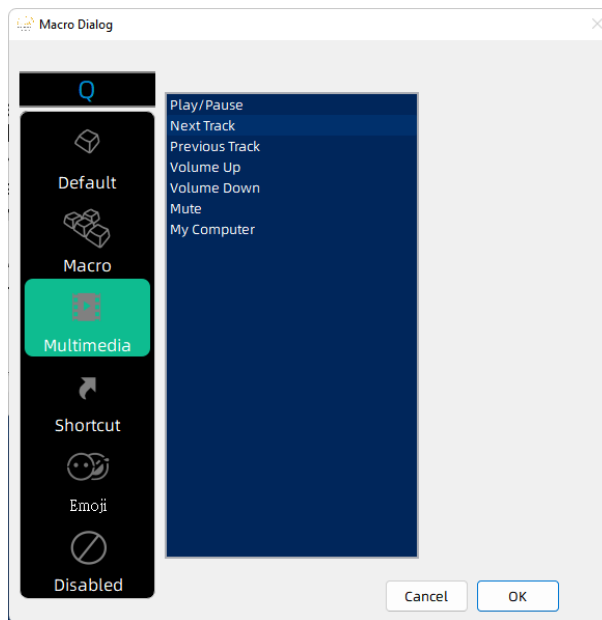 Macro Dialog
Q
Default
Macro
Multimedia
Shortcut
Emoji
Disabled
Play/Pause
Next Track
Previous Track
Volume Up
Volume Down
Mute
My Computer
Cancel
OK